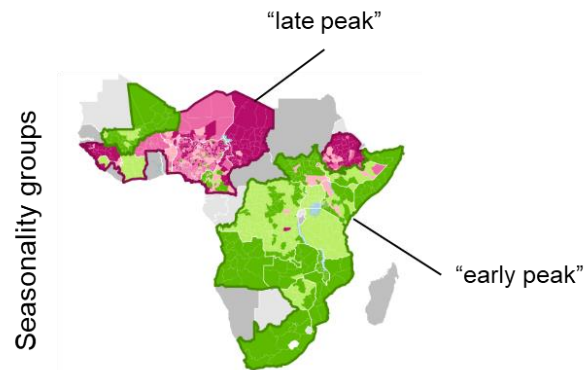 “late peak”
Seasonality groups
“early peak”